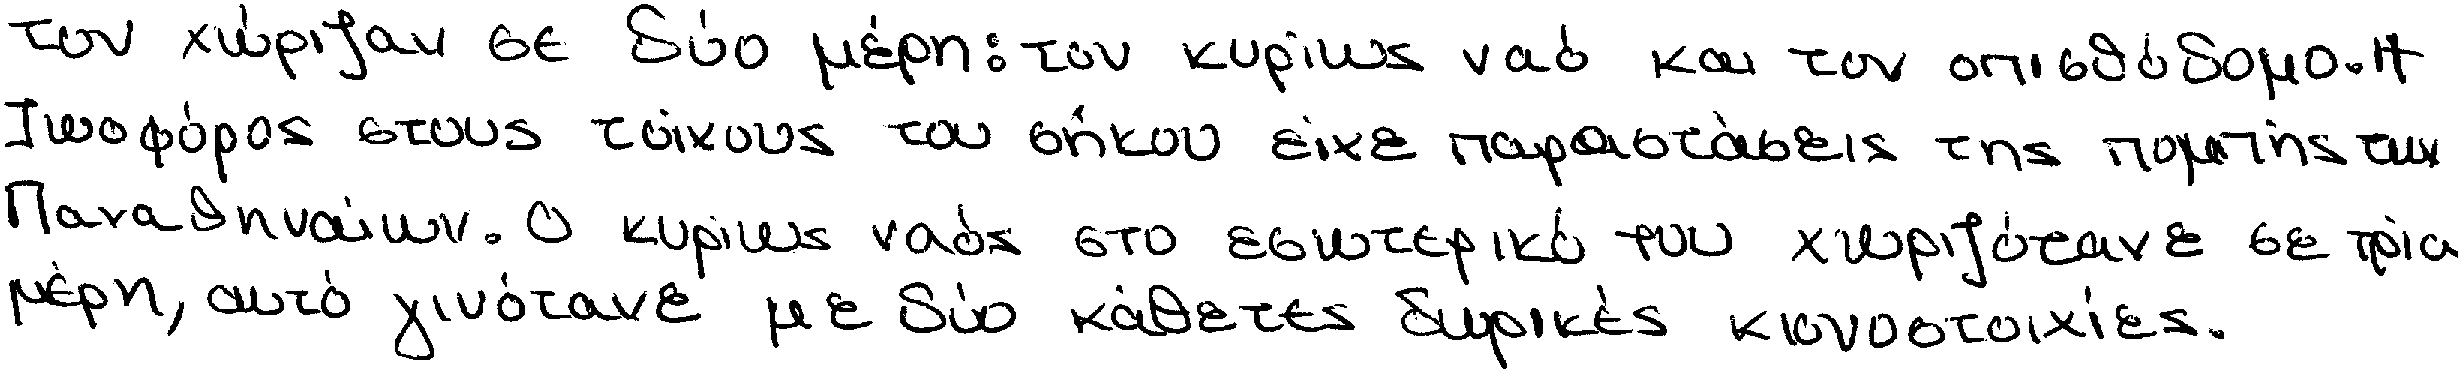 τον χώριζαν σε δύο μέρη: τον κυρίως ναό και τον οπισθόδομο. Η
Ιωοφόρος στους τοίχους του σήκου είχε παραστάσεις της πομπής των
Παναθηναίων. Ο κυρίως ναός στο εσωτερικό του χωριζότανε σε τρία
μέρη, αυτό γινότανε με δύο κάθετες δωρικές κιονοστοιχίες.